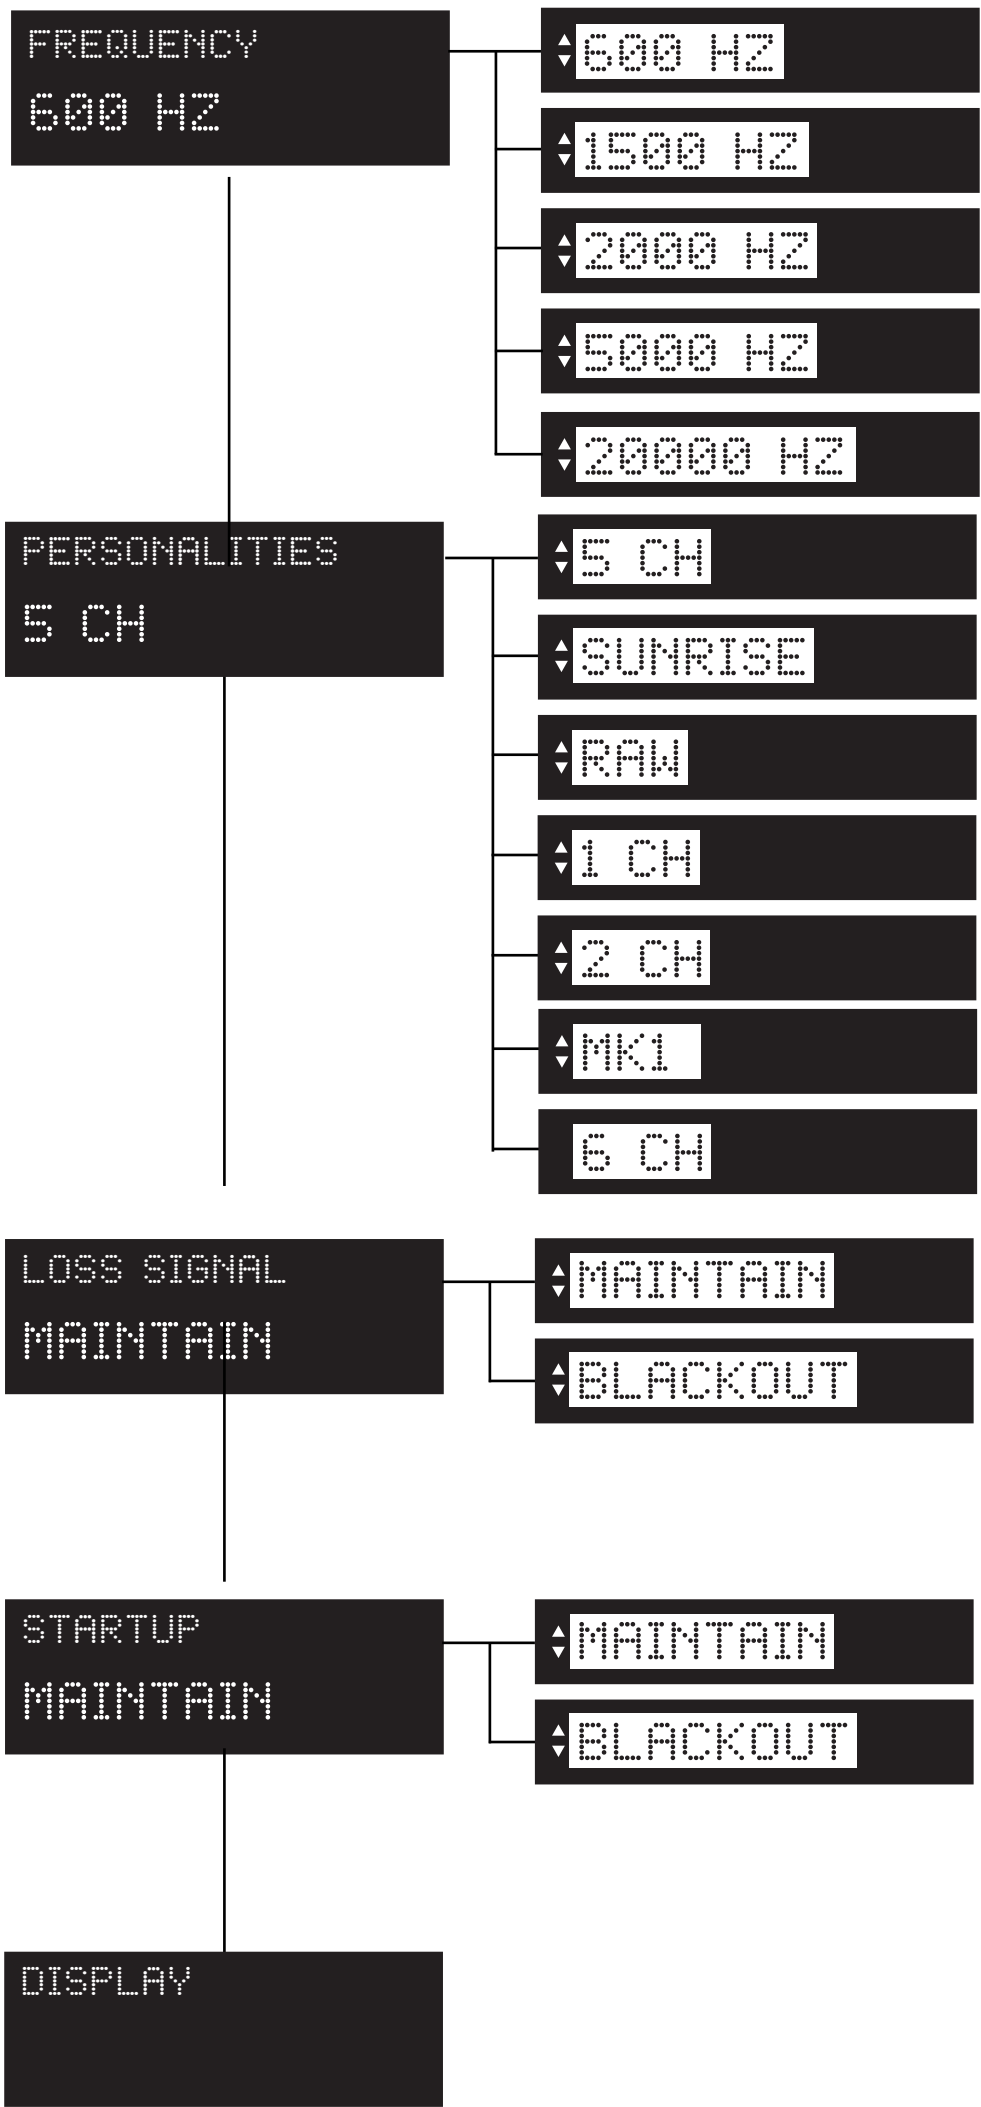 FREQUENCY
600 HZ
600 HZ
1500 HZ
2000 HZ
5000 HZ
20000 HZ
PERSONALITIES
5 CH
5 CH
SUNRISE
RAW
1 CH
2 CH
MK1
6 CH
LOSS SIGNAL
MAINTAIN
MAINTAIN
BLACKOUT
STARTUP
MAINTAIN
MAINTAIN
BLACKOUT
DISPLAY